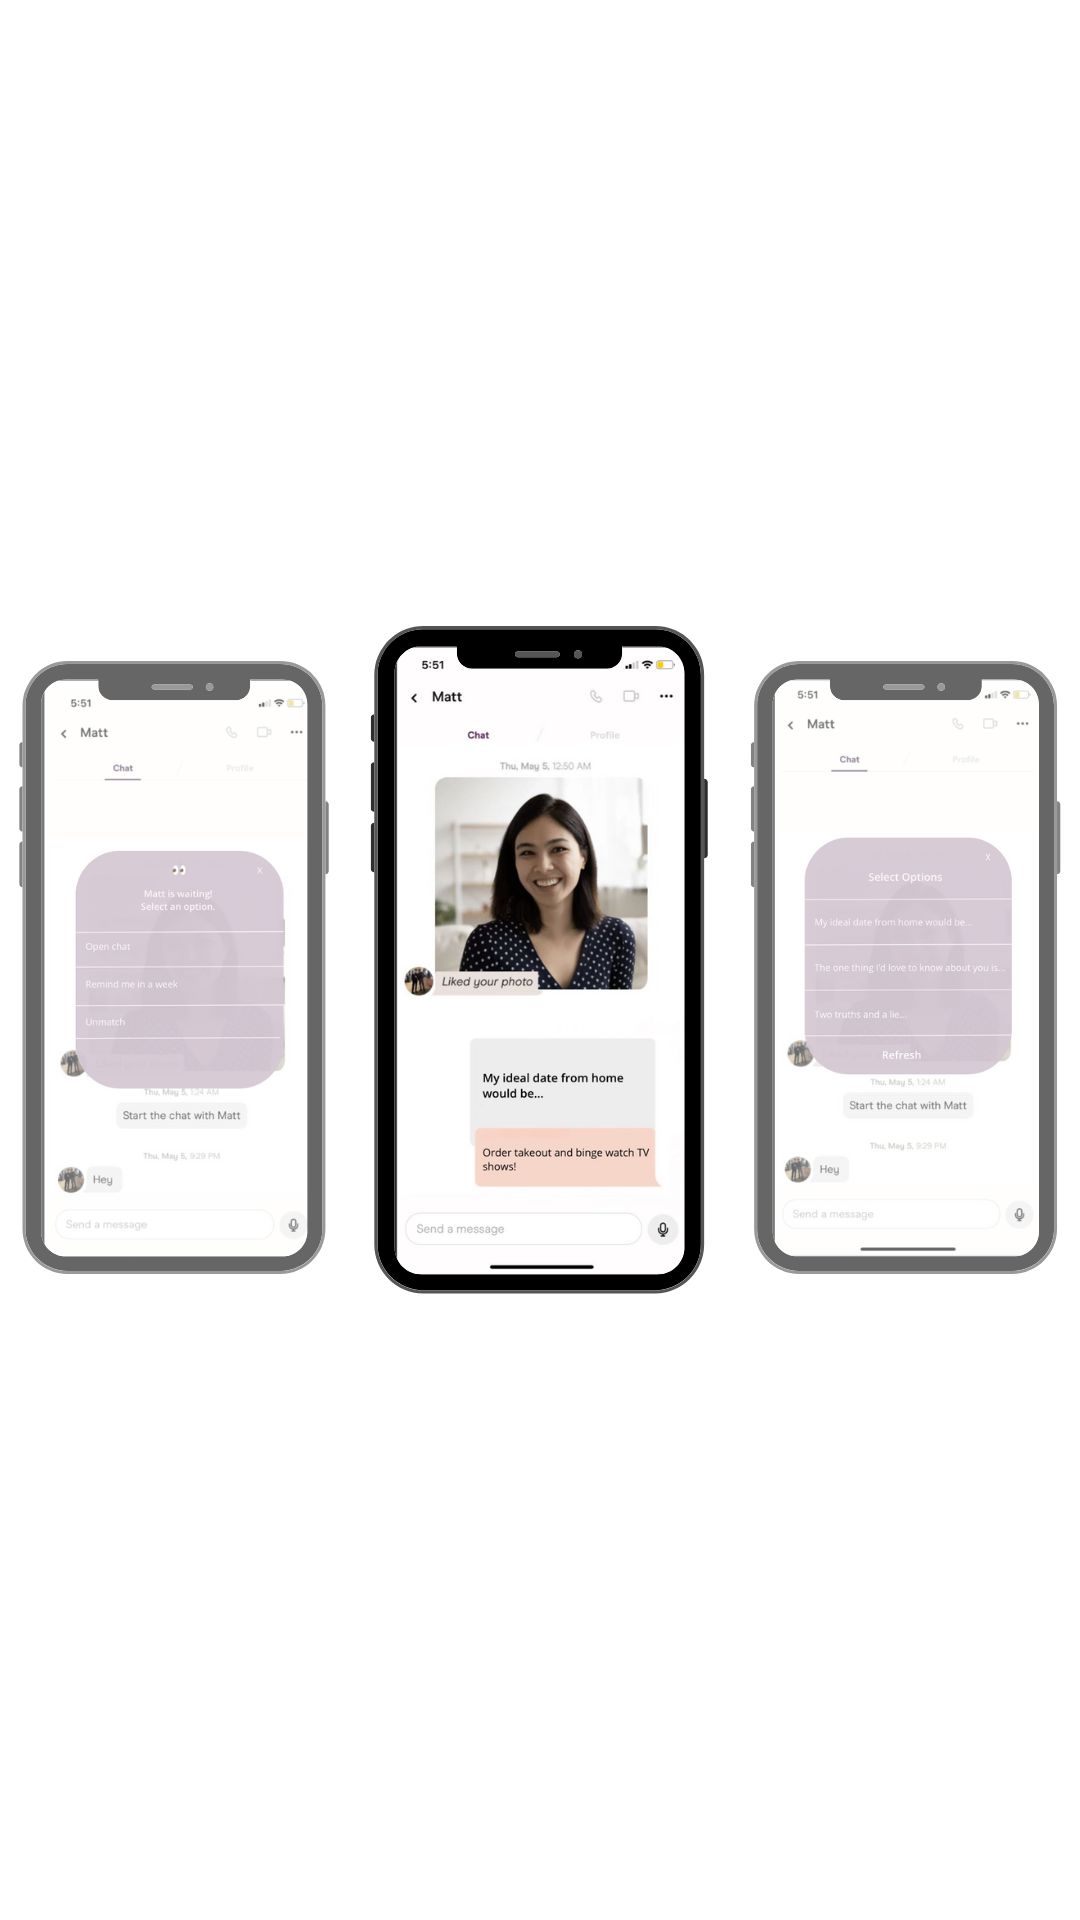 5:51
Matt
Chat
Profile
👀
X
Matt is waiting!
Select an option.
Open chat
Remind me in a week
Unmatch
Thu, May 5, 1:24 AM
Start the chat with Matt
Thu, May 5, 9:29 PM
Hey
Send a message
5:51
Matt
Chat
Profile
Thu, May 5, 12:50 AM
Liked your photo
My ideal date from home
would be...
Order takeout and binge watch TV
shows!
Send a message
5:51
Matt
Chat
Profile
X
Select Options
My ideal date from home would be...
The one thing I'd love to know about you is...
Two truths and a lie...
Refresh
Thu, May 5, 1:24 AM
Start the chat with Matt
Thu, May 5, 9:29 PM
Hey
Send a message